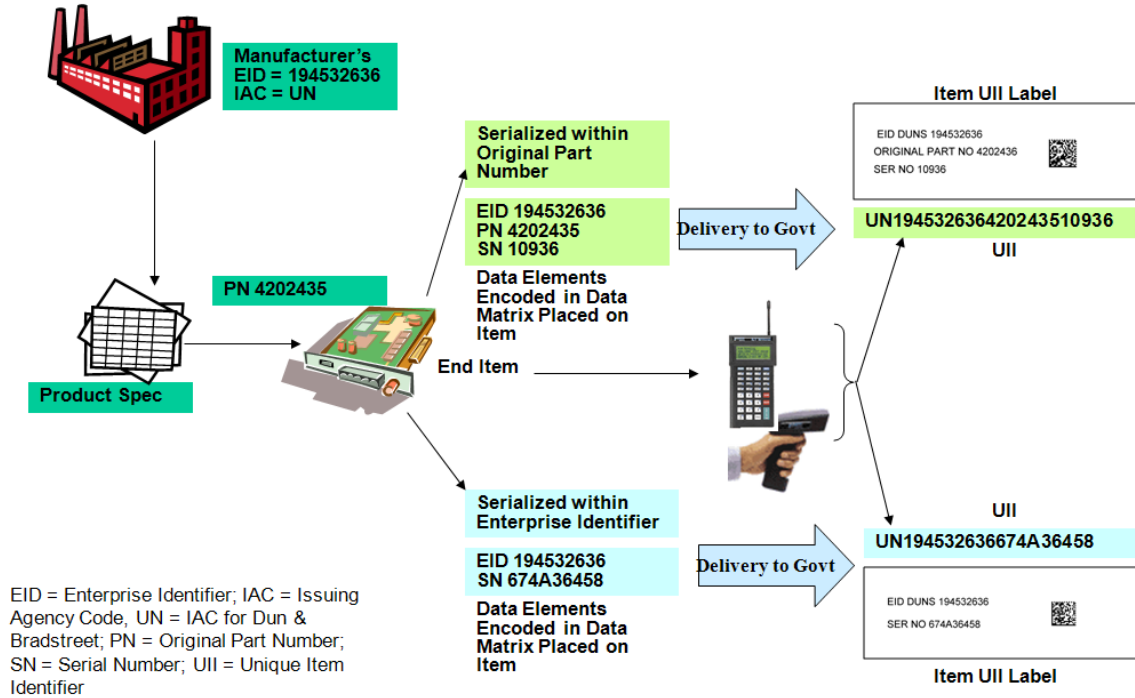 Manufacturer's
EID = 194532636
IAC = UN
Item UII Label
EID DUNS 194532636
ORIGINAL PART NO 4202436
SER NO 10936
Serialized within
Original Part
Number
EID 194532636
PN 4202435
SN 10936
Delivery to Govt
UN194532636420243510936
UII
Data Elements
Encoded in Data
Matrix Placed on
Item
PN 4202435
End Item
Product Spec
Serialized within
Enterprise Identifier
EID 194532636
SN 674A36458
Delivery to Govt
Data Elements
Encoded in Data
Matrix Placed on
Item
UII
UN194532636674A36458
EID DUNS 194532636
SER NO 674A36458
Item UII Label
EID = Enterprise Identifier; IAC = Issuing
Agency Code, UN = IAC for Dun &
Bradstreet; PN = Original Part Number;
SN = Serial Number; UII = Unique Item
Identifier